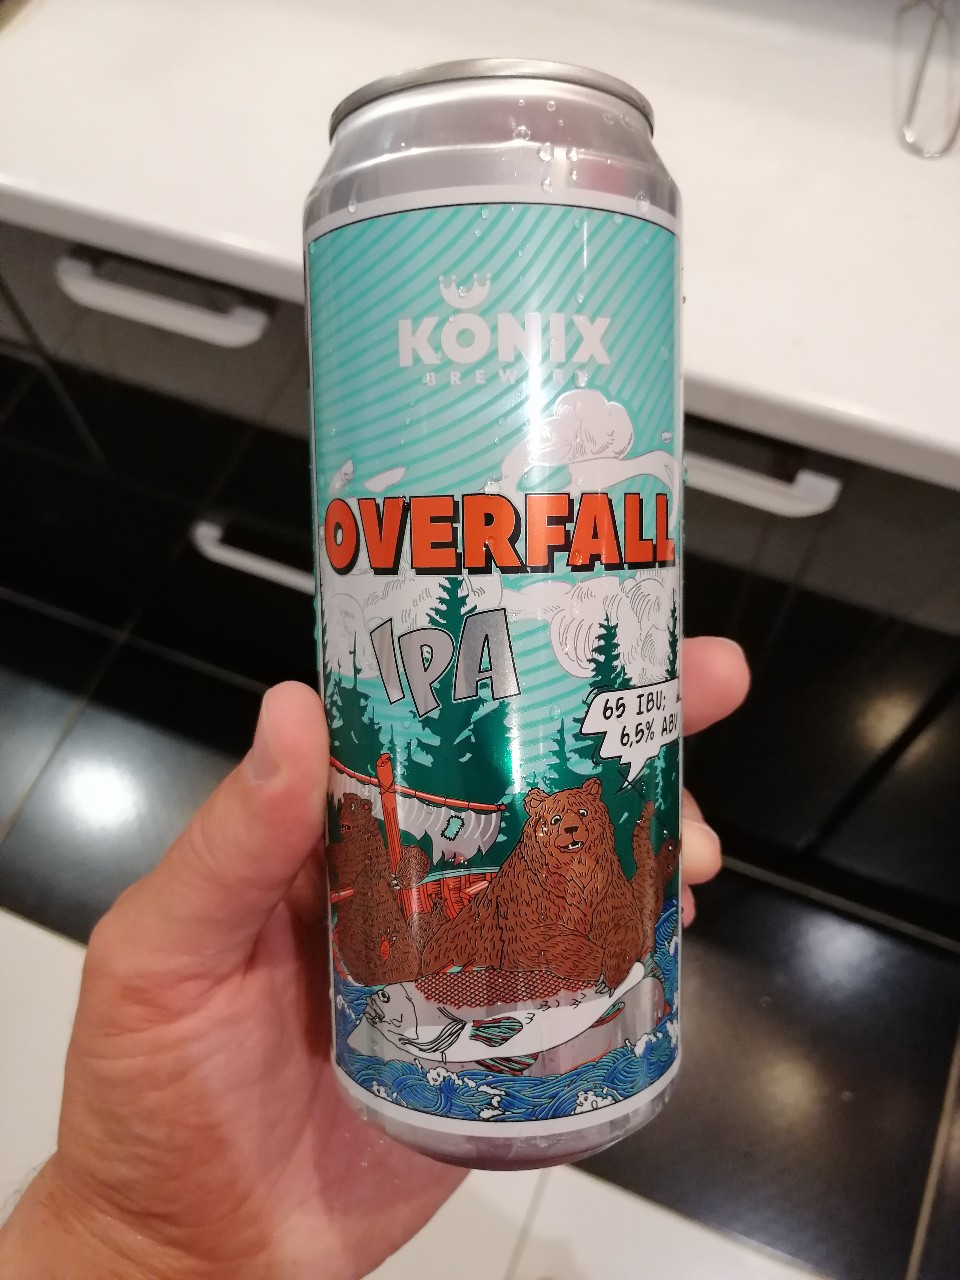 KONIX
BREWERY
OVERFALL
IPA
65 IBU;
6,5% ABV